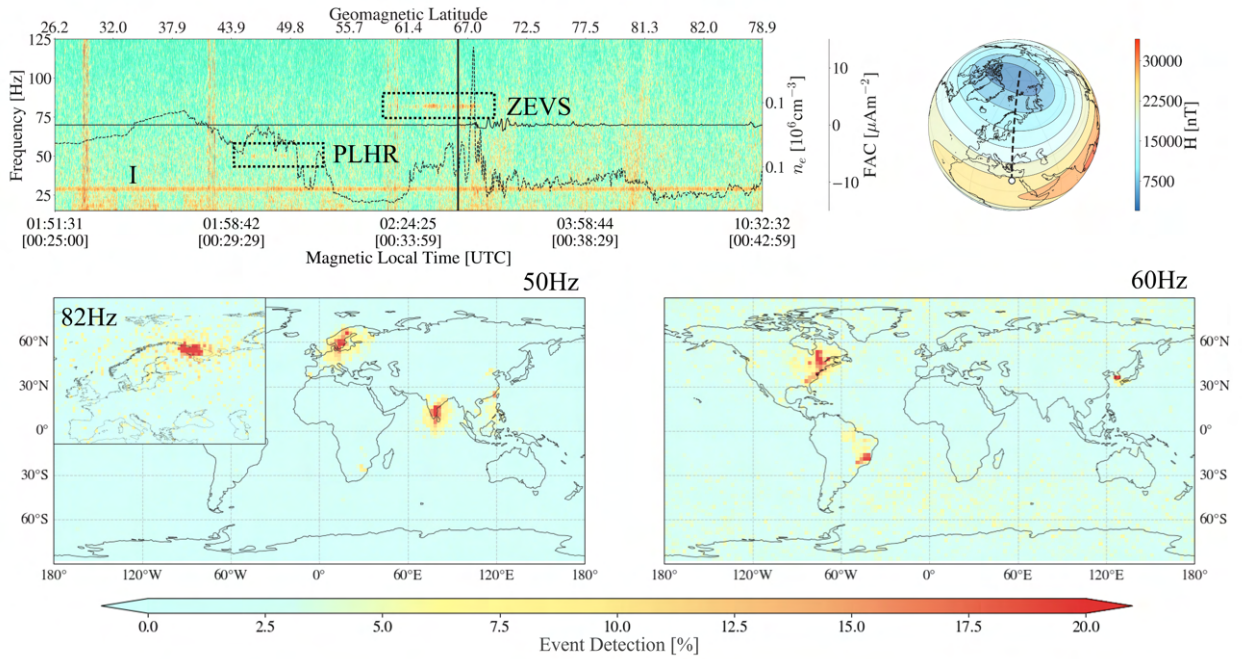 Geomagnetic Latitude
26.2 32.0 37.9 43.9 49.8 55.7 61.4 67.0 72.5 77.5 81.3 82.0 78.9
125
100
75
50
25
Frequency [Hz]
ZEVS
PLHR
I
0.1
0.1
nₑ [10⁶cm⁻³]
10
0
−10
FAC [μAm⁻²]
01:51:31 01:58:42 02:24:25 03:58:44 10:32:32
[00:25:00] [00:29:29] [00:33:59] [00:38:29] [00:42:59]
Magnetic Local Time [UTC]
30000
22500
15000
7500
H [nT]
50Hz
82Hz
60°N
30°N
0°
30°S
60°S
180° 120°W 60°W 0° 60°E 120°E 180°
60Hz
60°N
30°N
0°
30°S
60°S
180° 120°W 60°W 0° 60°E 120°E 180°
0.0 2.5 5.0 7.5 10.0 12.5 15.0 17.5 20.0
Event Detection [%]